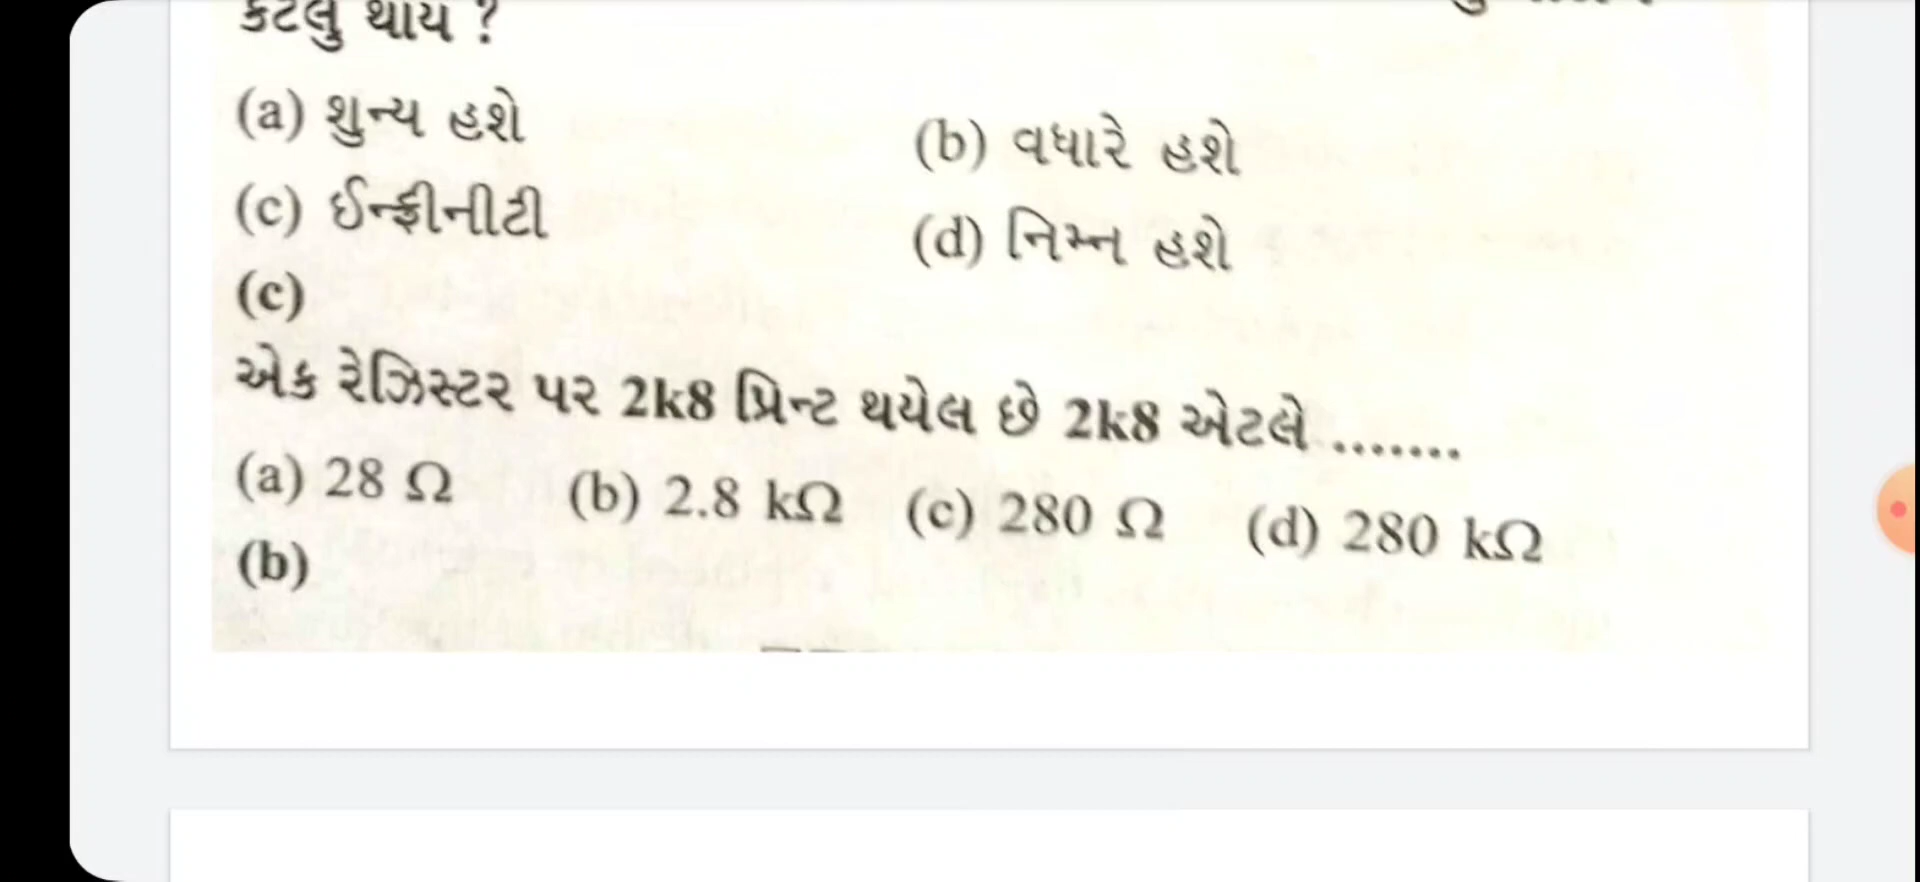 કેટલું થાય ?
(a) શુન્ય હશે (b) વધારે હશે
(c) ઈન્ફીનીટી (d) નિમ્ન હશે
(c)
એક રેઝિસ્ટર પર 2k8 પ્રિન્ટ થયેલ છે 2k8 એટલે .......
(a) 28 Ω (b) 2.8 kΩ (c) 280 Ω (d) 280 kΩ
(b)